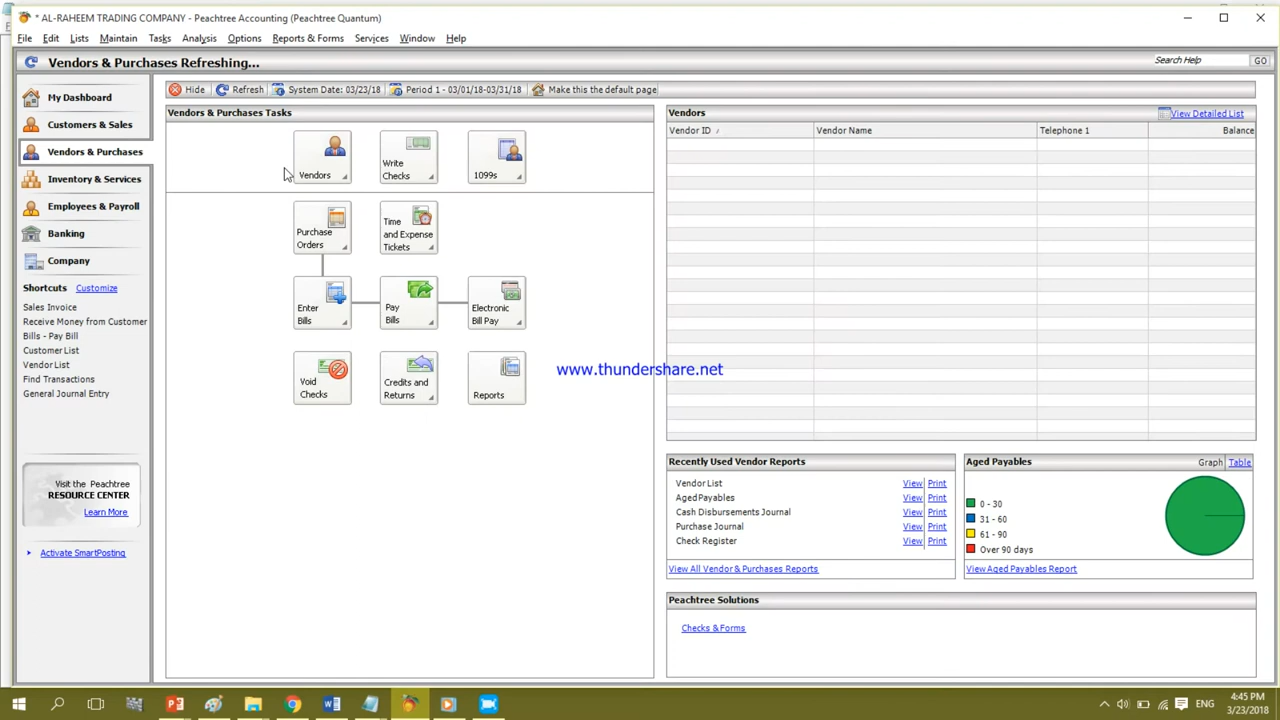 * AL-RAHEEM TRADING COMPANY - Peachtree Accounting (Peachtree Quantum)
File Edit Lists Maintain Tasks Analysis Options Reports & Forms Services Window Help
Vendors & Purchases Refreshing...
Search Help GO
Hide Refresh System Date: 03/23/18 Period 1 - 03/01/18-03/31/18 Make this the default page
My Dashboard
Customers & Sales
Vendors & Purchases
Inventory & Services
Employees & Payroll
Banking
Company
Shortcuts Customize
Sales Invoice
Receive Money from Customer
Bills - Pay Bill
Customer List
Vendor List
Find Transactions
General Journal Entry
Visit the Peachtree
RESOURCE CENTER
Learn More
Activate SmartPosting
Vendors & Purchases Tasks
Vendors
Write
Checks
1099s
Purchase
Orders
Time
and Expense
Tickets
Enter
Bills
Pay
Bills
Electronic
Bill Pay
Void
Checks
Credits and
Returns
Reports
www.thundershare.net
Vendors View Detailed List
Vendor ID Vendor Name Telephone 1 Balance
Recently Used Vendor Reports
Vendor List View Print
Aged Payables View Print
Cash Disbursements Journal View Print
Purchase Journal View Print
Check Register View Print
View All Vendor & Purchases Reports
Aged Payables Graph Table
0 - 30
31 - 60
61 - 90
Over 90 days
View Aged Payables Report
Peachtree Solutions
Checks & Forms
ENG
4:45 PM
3/23/2018